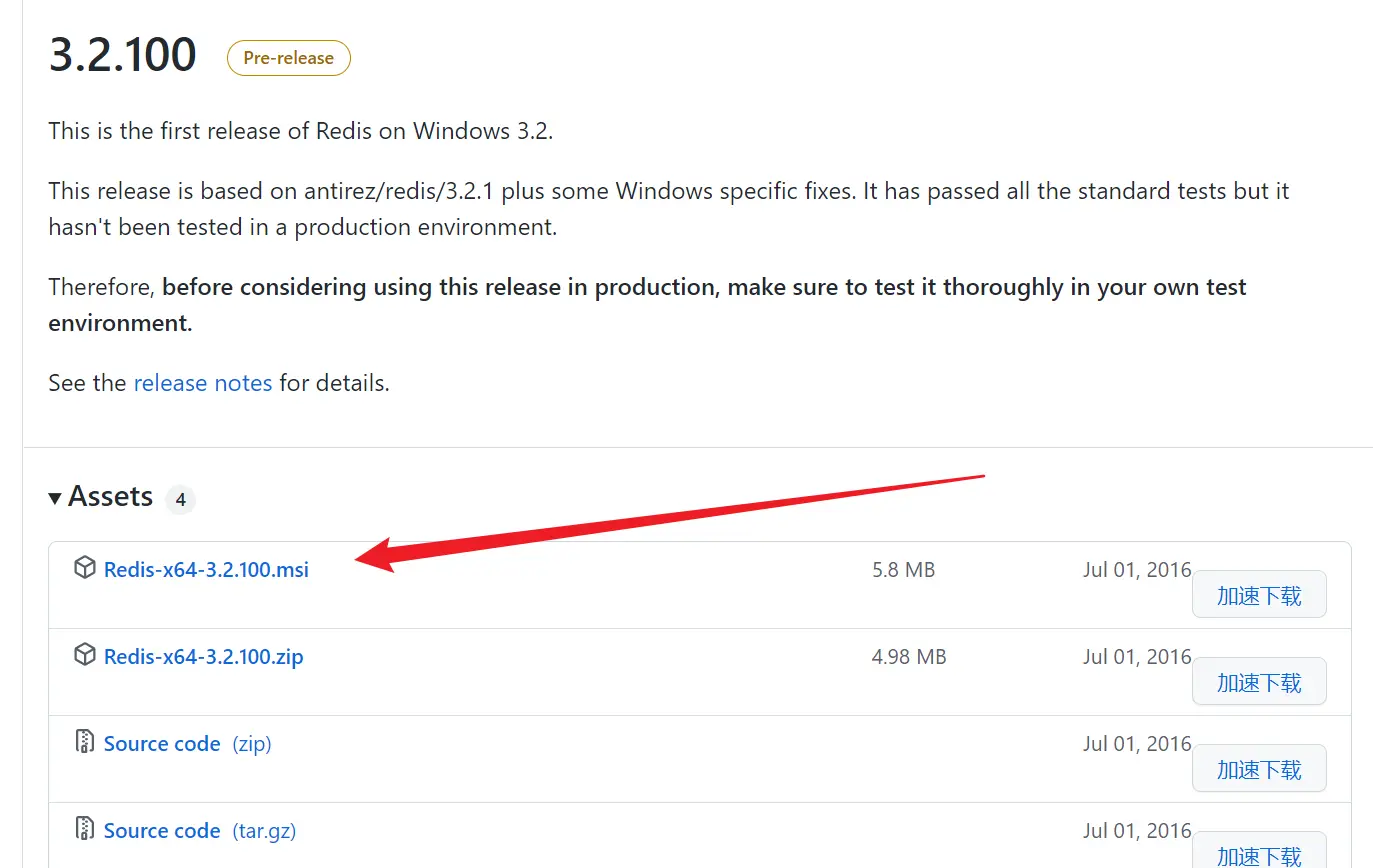 3.2.100 Pre-release
This is the first release of Redis on Windows 3.2.
This release is based on antirez/redis/3.2.1 plus some Windows specific fixes. It has passed all the standard tests but it
hasn't been tested in a production environment.
Therefore, before considering using this release in production, make sure to test it thoroughly in your own test
environment.
See the release notes for details.
Assets 4
Redis-x64-3.2.100.msi 5.8 MB Jul 01, 2016 加速下载
Redis-x64-3.2.100.zip 4.98 MB Jul 01, 2016 加速下载
Source code (zip) Jul 01, 2016 加速下载
Source code (tar.gz) Jul 01, 2016 加速下载